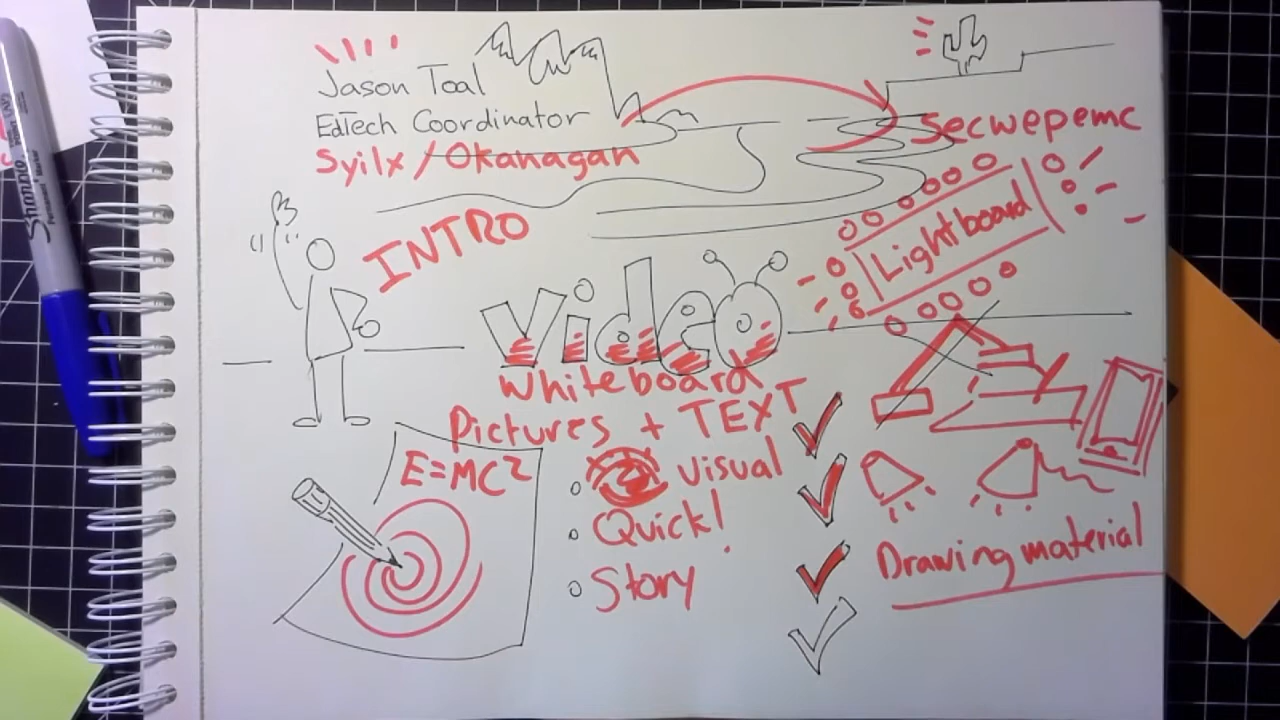 Jason Toal
EdTech Coordinator
Syilx / Okanagan
Secwepemc
INTRO
Lightboard
Video
Whiteboard
Pictures + TEXT
E=MC2
visual
Quick!
Story
Drawing material
Sharpie